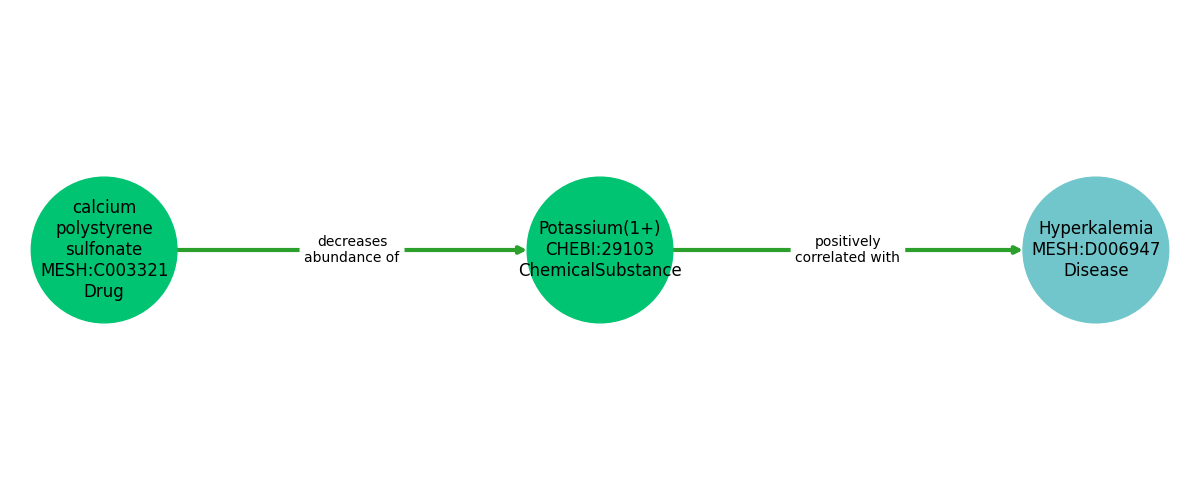 calcium
polystyrene
sulfonate
MESH:C003321
Drug
decreases
abundance of
Potassium(1+)
CHEBI:29103
ChemicalSubstance
positively
correlated with
Hyperkalemia
MESH:D006947
Disease